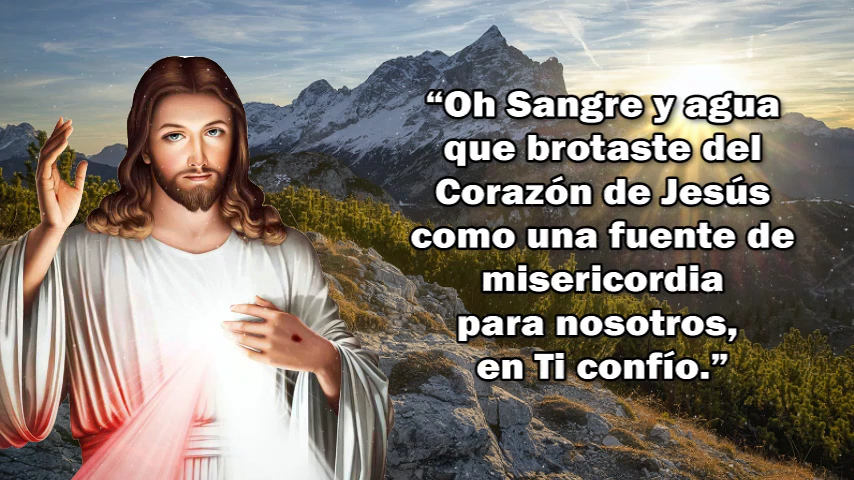 “Oh Sangre y agua
que brotaste del
Corazón de Jesús
como una fuente de
misericordia
para nosotros,
en Ti confío.”